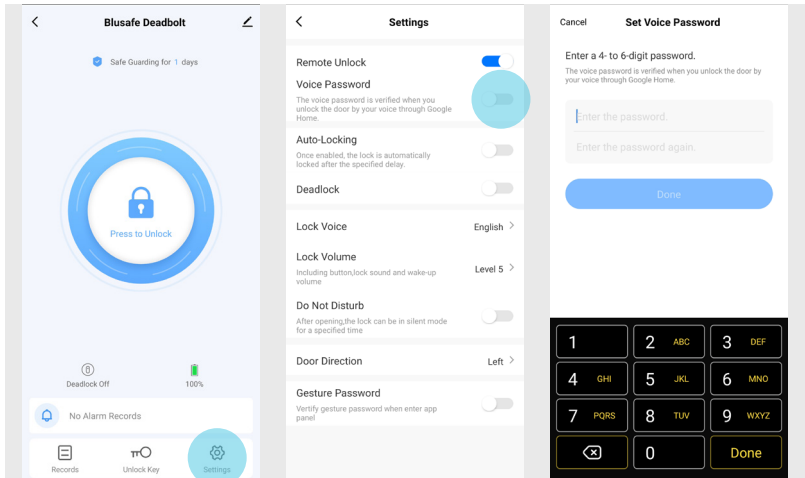 Blusafe Deadbolt
Safe Guarding for 1 days
Press to Unlock
Deadlock Off
100%
No Alarm Records
Records
Unlock Key
Settings
Settings
Remote Unlock
Voice Password
The voice password is verified when you
unlock the door by your voice through Google
Home.
Auto-Locking
Once enabled, the lock is automatically
locked after the specified delay.
Deadlock
Lock Voice
English
Lock Volume
Including button,lock sound and wake-up
volume
Level 5
Do Not Disturb
After opening,the lock can be in silent mode
for a specified time
Door Direction
Left
Gesture Password
Vertify gesture password when enter app
panel
Cancel
Set Voice Password
Enter a 4- to 6-digit password.
The voice password is verified when you unlock the door by
your voice through Google Home.
Enter the password.
Enter the password again.
Done
1
2 ABC
3 DEF
4 GHI
5 JKL
6 MNO
7 PQRS
8 TUV
9 WXYZ
0
Done